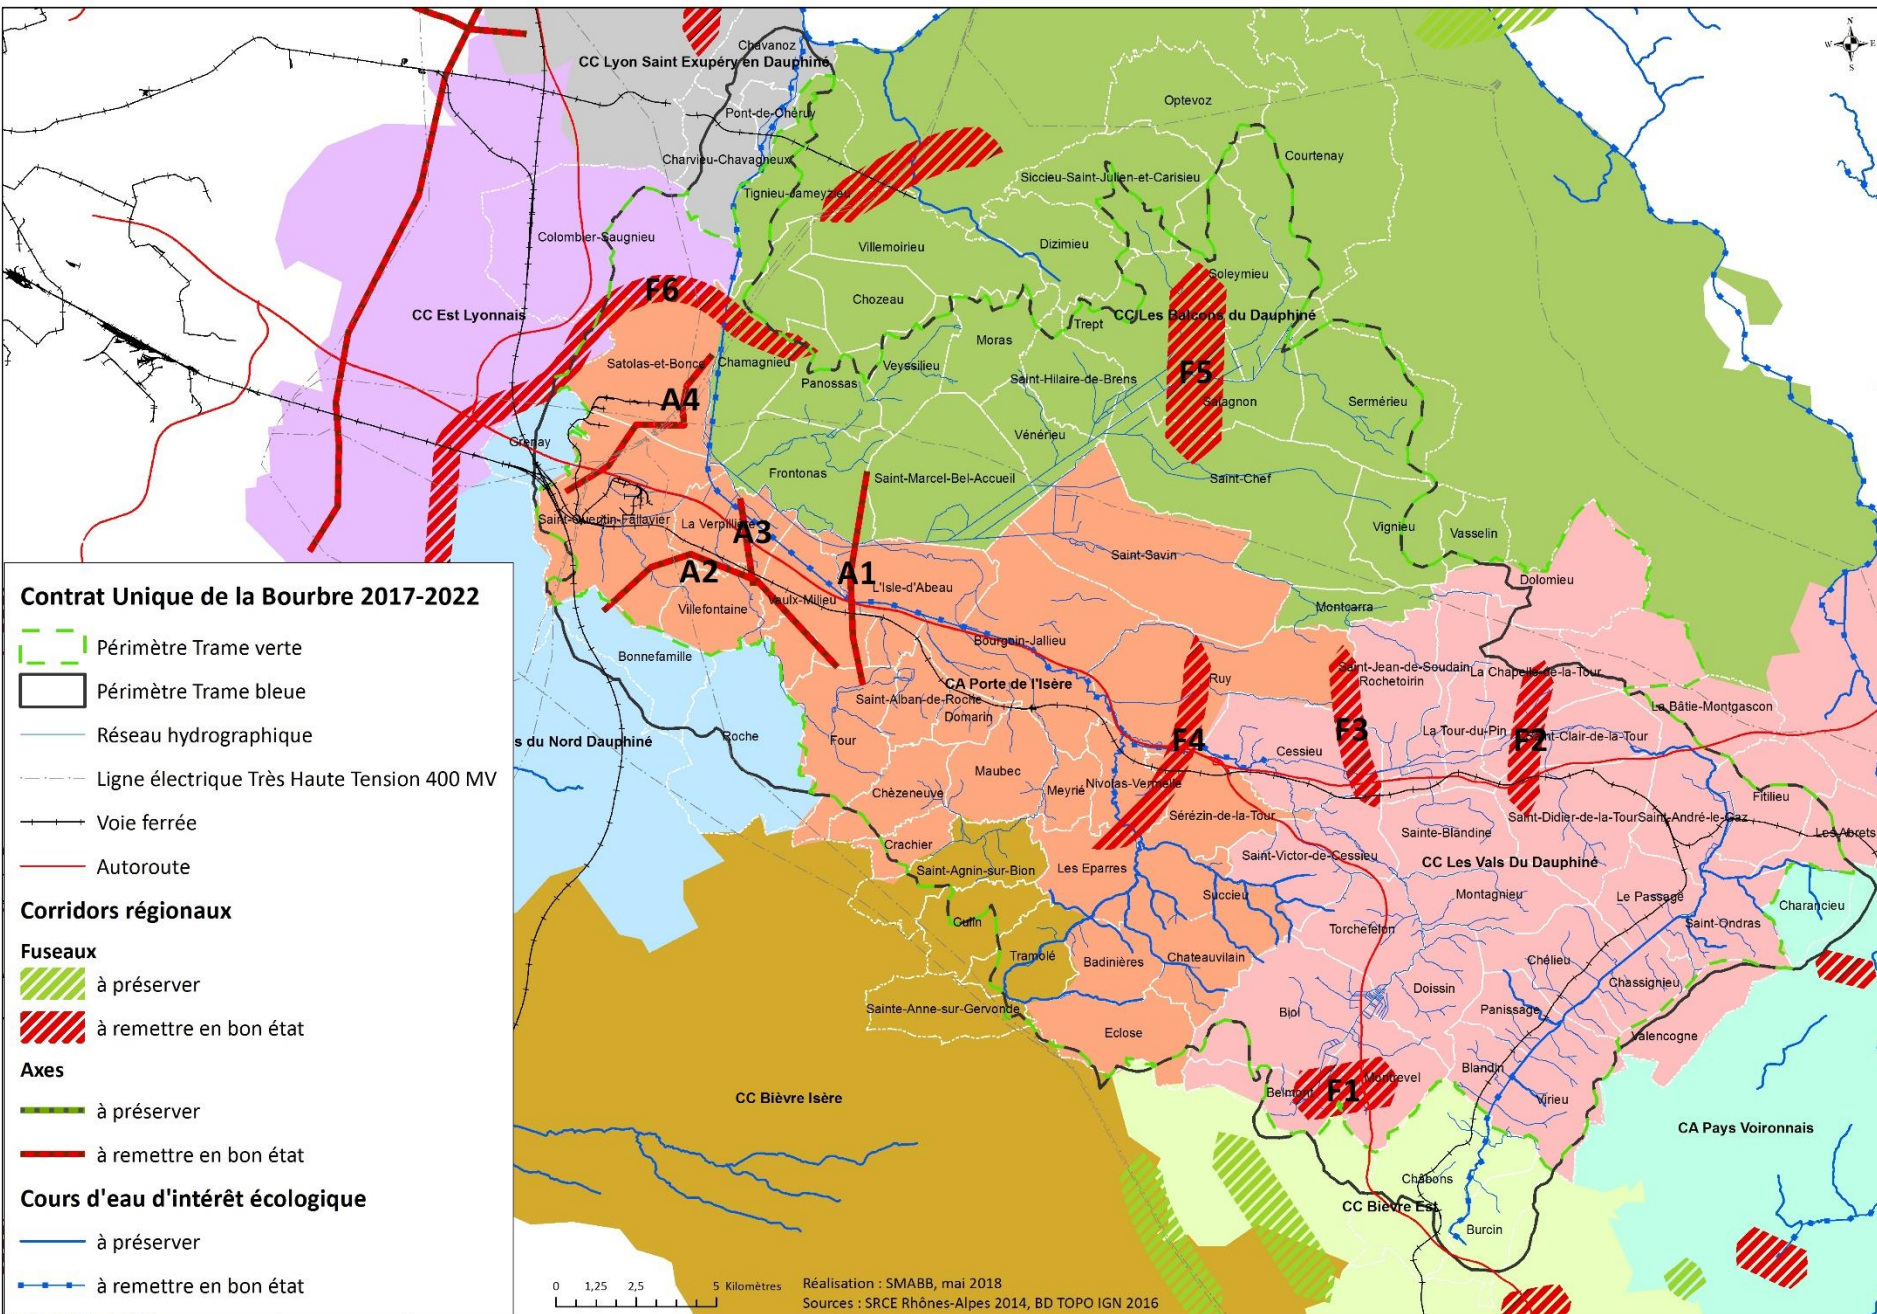 N
W E
S
Chavanoz
CC Lyon Saint Exupéry en Dauphiné
Optevoz
Pont-de-Chéruy
Charvieu-Chavagneux
Courtenay
Siccieu-Saint-Julien-et-Carisieu
Tignieu-Jameyzieu
Colombier-Saugnieu
Villemoirieu
Dizimieu
Soleymieu
F6
Chozeau
CC Est Lyonnais
CC Les Balcons du Dauphiné
Trept
Moras
Satolas-et-Bonce
Chamagnieu
Veyssilieu
Panossas
Saint-Hilaire-de-Brens
F5
A4
Salagnon
Sermérieu
Vénérieu
Grenay
Frontonas
Saint-Marcel-Bel-Accueil
Saint-Chef
Saint-Quentin-Fallavier
La Verpillière
A3
Vignieu
Vasselin
Saint-Savin
A2
A1
L'Isle-d'Abeau
Dolomieu
Villefontaine
Vaulx-Milieu
Montcarra
Bourgoin-Jallieu
Bonnefamille
CA Porte de l'Isère
Ruy
Saint-Jean-de-Soudain
Rochetoirin
La Chapelle-de-la-Tour
Saint-Alban-de-Roche
Domarin
La Bâtie-Montgascon
s du Nord Dauphiné
Roche
Four
F4
Cessieu
F3
La Tour-du-Pin
F2
Saint-Clair-de-la-Tour
Maubec
Chèzeneuve
Meyrié
Nivolas-Vermelle
Sérézin-de-la-Tour
Fitilieu
Saint-Didier-de-la-Tour
Saint-André-le-Gaz
Les Abrets
Sainte-Blandine
Crachier
Saint-Victor-de-Cessieu
CC Les Vals Du Dauphiné
Saint-Agnin-sur-Bion
Les Eparres
Succieu
Montagnieu
Le Passage
Charancieu
Culin
Torchefelon
Saint-Ondras
Tramolé
Badinières
Chateauvilain
Chélieu
Doissin
Chassignieu
Sainte-Anne-sur-Gervonde
Biol
Panissage
Eclose
Valencogne
Blandin
Belmont
F1
Montrevel
Virieu
CC Bièvre Isère
CA Pays Voironnais
Châbons
CC Bièvre Est
Burcin
Contrat Unique de la Bourbre 2017-2022
Périmètre Trame verte
Périmètre Trame bleue
Réseau hydrographique
Ligne électrique Très Haute Tension 400 MV
Voie ferrée
Autoroute
Corridors régionaux
Fuseaux
à préserver
à remettre en bon état
Axes
à préserver
à remettre en bon état
Cours d'eau d'intérêt écologique
à préserver
à remettre en bon état
0 1,25 2,5 5 Kilomètres
Réalisation : SMABB, mai 2018
Sources : SRCE Rhônes-Alpes 2014, BD TOPO IGN 2016